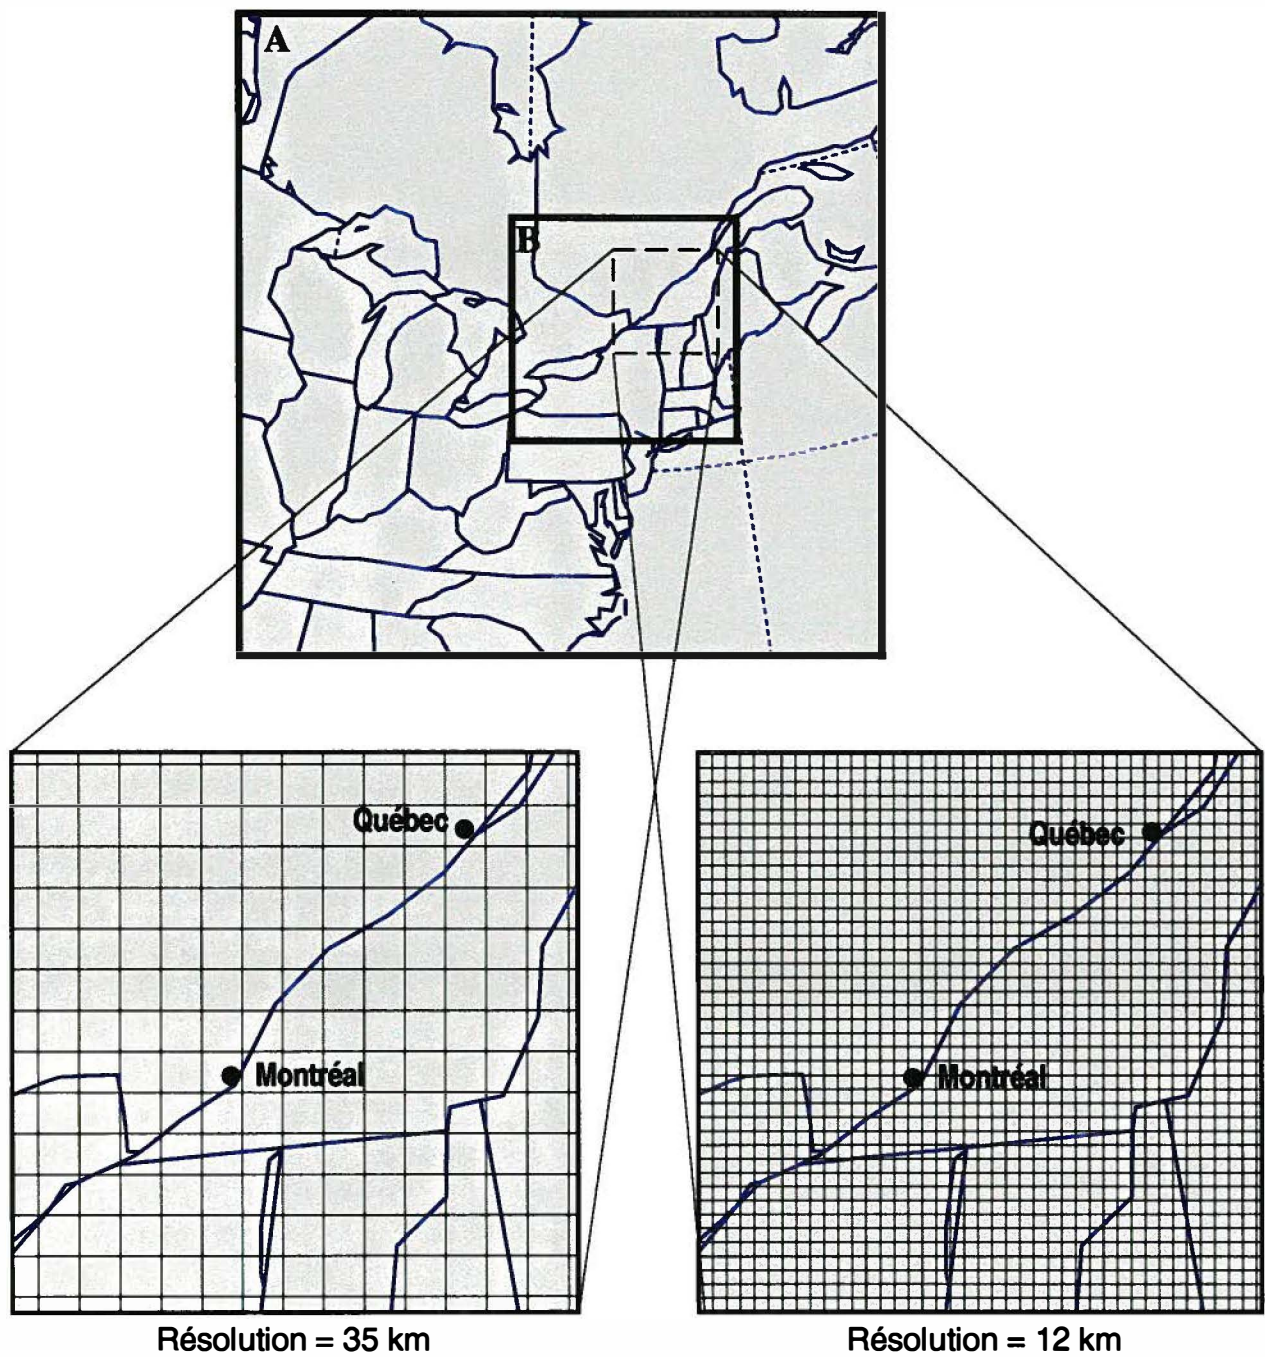 A
B
Québec
Montréal
Résolution = 35 km
Québec
Montréal
Résolution = 12 km